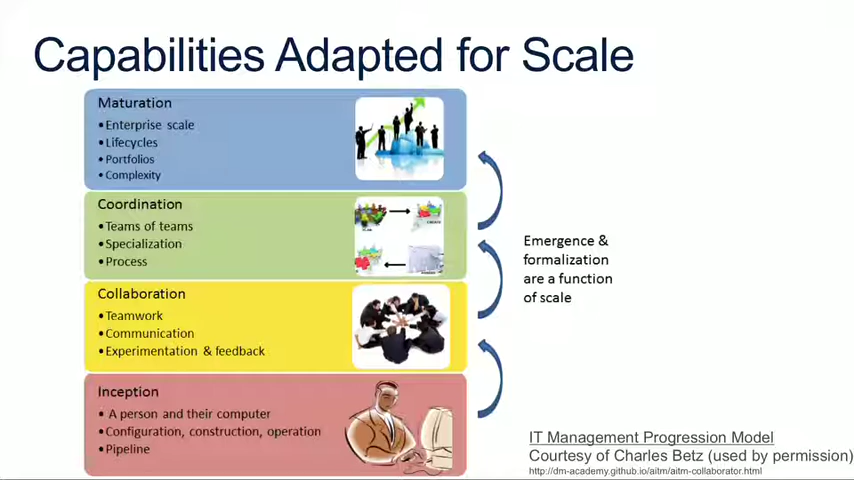 Capabilities Adapted for Scale
Maturation
•Enterprise scale
•Lifecycles
•Portfolios
•Complexity
Coordination
•Teams of teams
•Specialization
•Process
Collaboration
•Teamwork
•Communication
•Experimentation & feedback
Inception
• A person and their computer
•Configuration, construction, operation
•Pipeline
Emergence &
formalization
are a function
of scale
IT Management Progression Model
Courtesy of Charles Betz (used by permission)
http://dm-academy.github.io/aitm/aitm-collaborator.html